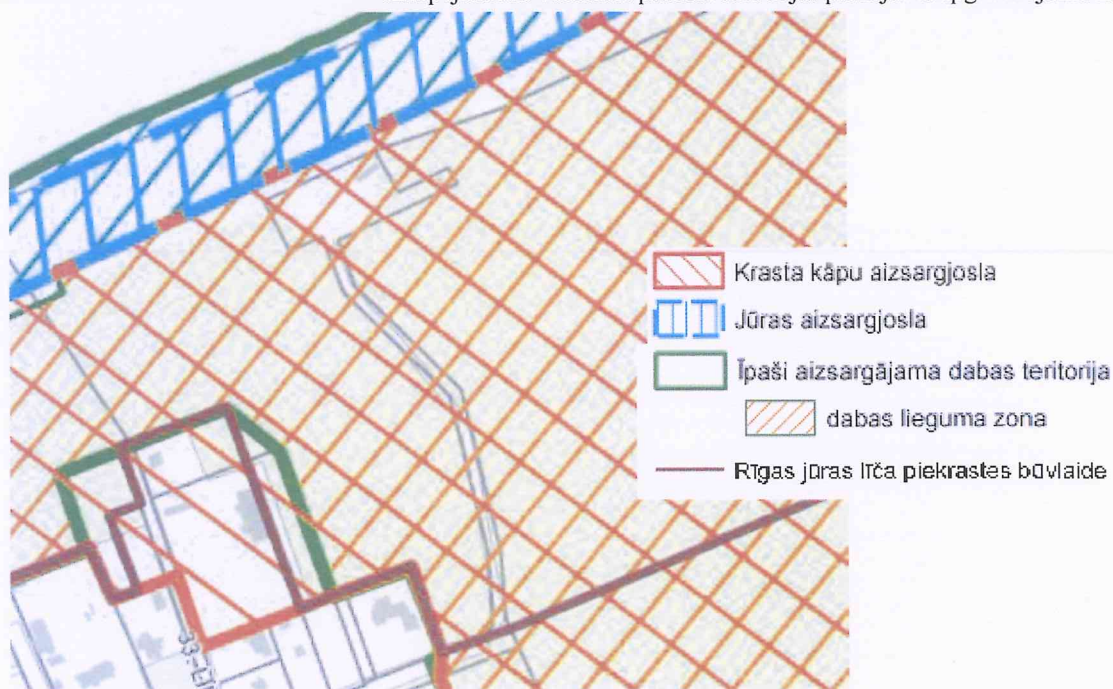 Krasta kāpu aizsargjosla
Jūras aizsargjosla
Īpaši aizsargājama dabas teritorija
dabas lieguma zona
Rīgas jūras līča piekrastes būvlaide